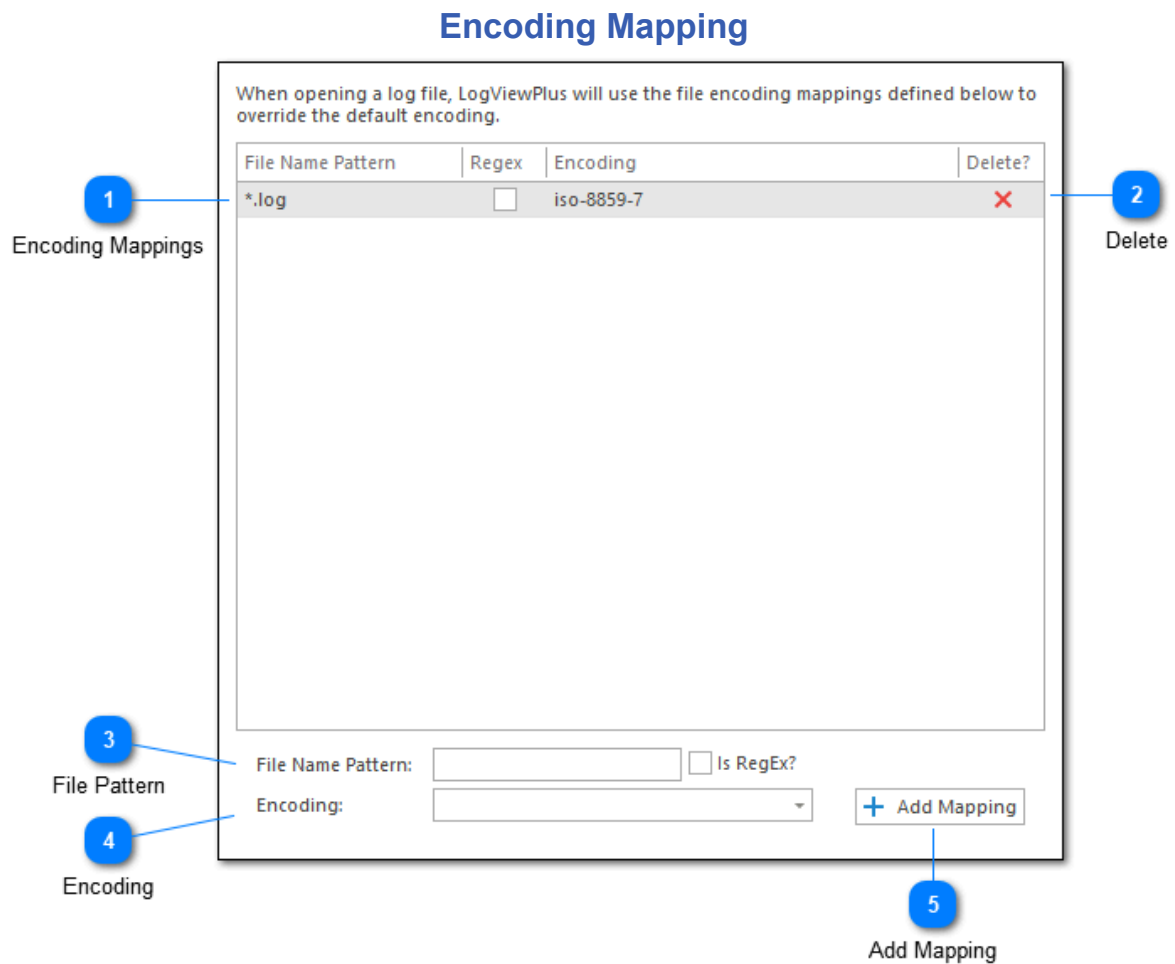 Encoding Mapping
When opening a log file, LogViewPlus will use the file encoding mappings defined below to
override the default encoding.
File Name Pattern Regex Encoding Delete?
1 *.log iso-8859-7 2
Encoding Mappings
Delete
3
File Name Pattern: Is RegEx?
File Pattern
Encoding: Add Mapping
4
Encoding
5
Add Mapping